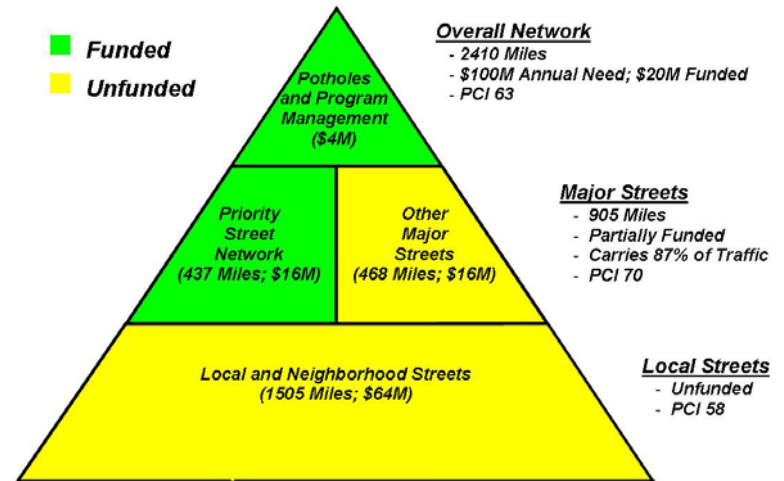 Funded
Unfunded
Overall Network
- 2410 Miles
- $100M Annual Need; $20M Funded
- PCI 63
Potholes
and Program
Management
($4M)
Major Streets
- 905 Miles
- Partially Funded
- Carries 87% of Traffic
- PCI 70
Priority
Street
Network
(437 Miles; $16M)
Other
Major
Streets
(468 Miles; $16M)
Local Streets
- Unfunded
- PCI 58
Local and Neighborhood Streets
(1505 Miles; $64M)